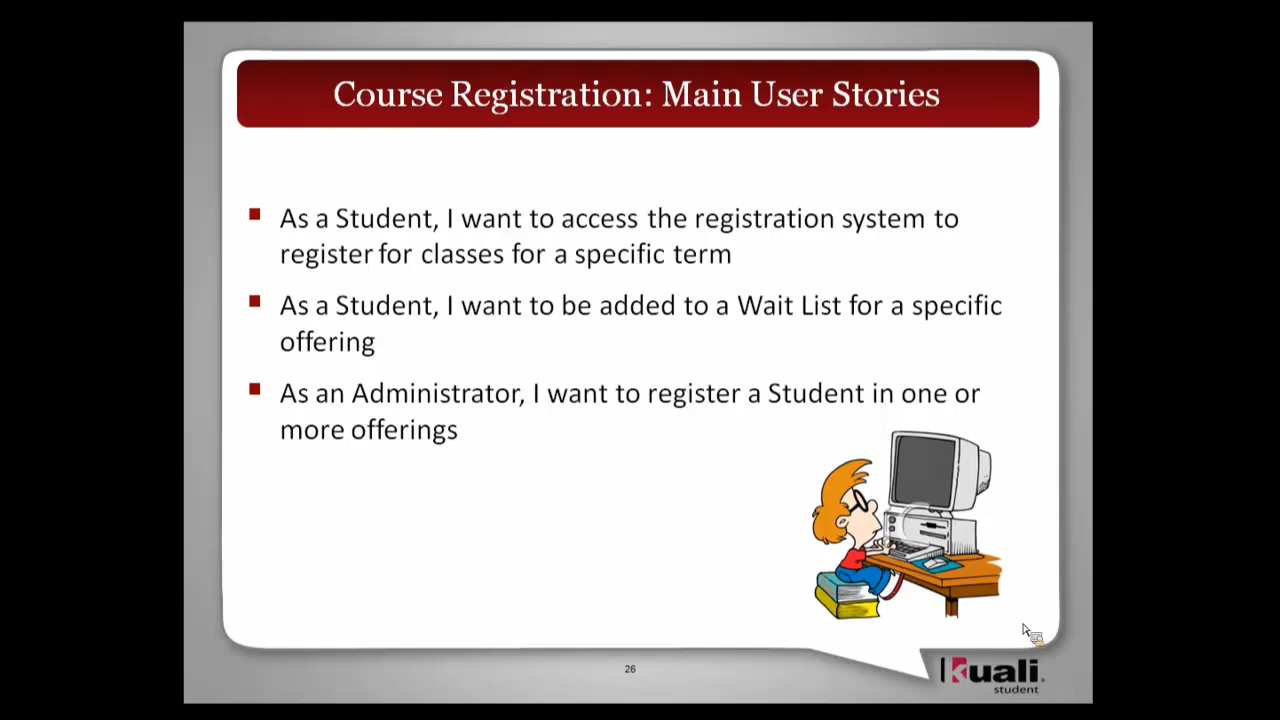 Course Registration: Main User Stories
As a Student, I want to access the registration system to
register for classes for a specific term
As a Student, I want to be added to a Wait List for a specific
offering
As an Administrator, I want to register a Student in one or
more offerings
26
kuali
student